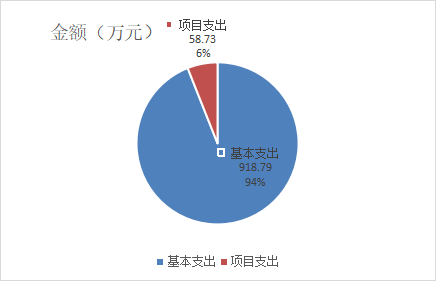 金额（万元）
项目支出
58.73
6%
基本支出
918.79
94%
基本支出 项目支出